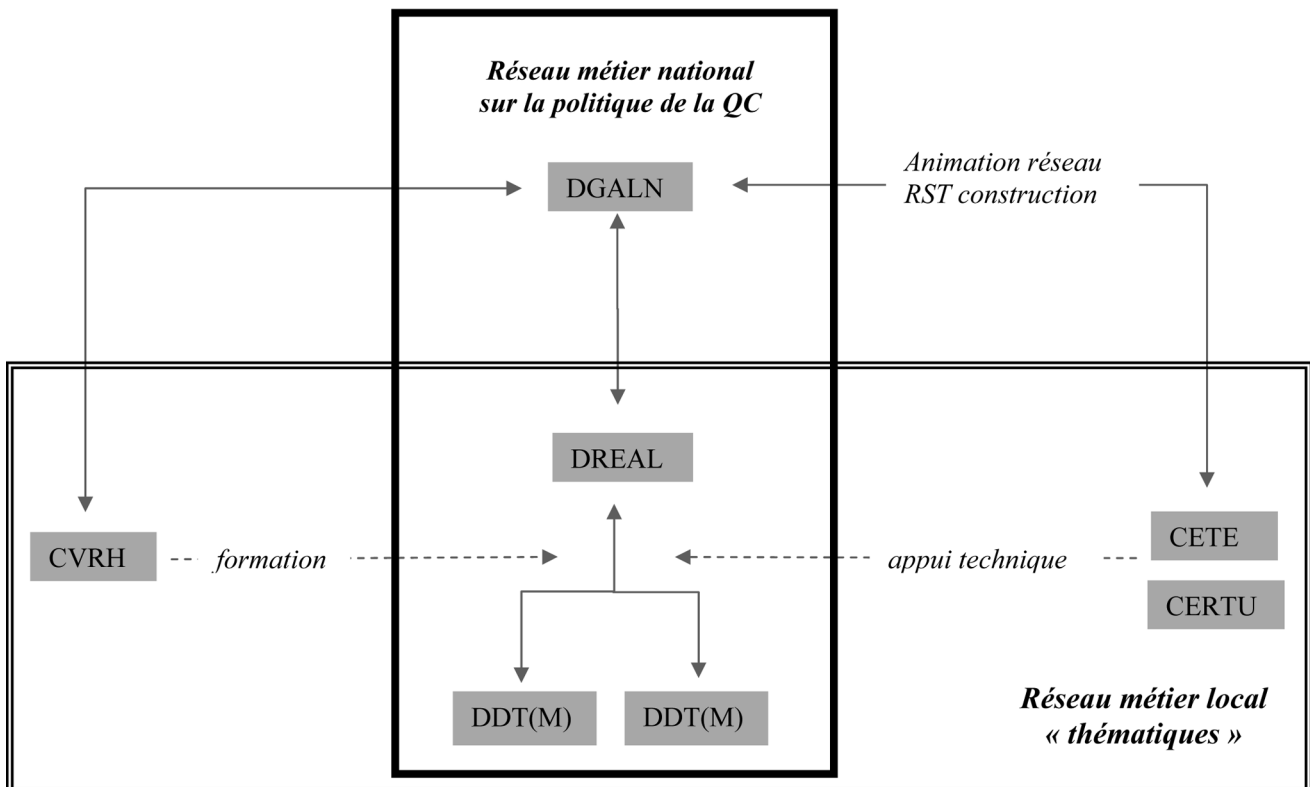 Réseau métier national
sur la politique de la QC
DGALN
Animation réseau
RST construction
DREAL
CVRH
formation
appui technique
CETE
CERTU
DDT(M)
DDT(M)
Réseau métier local
« thématiques »